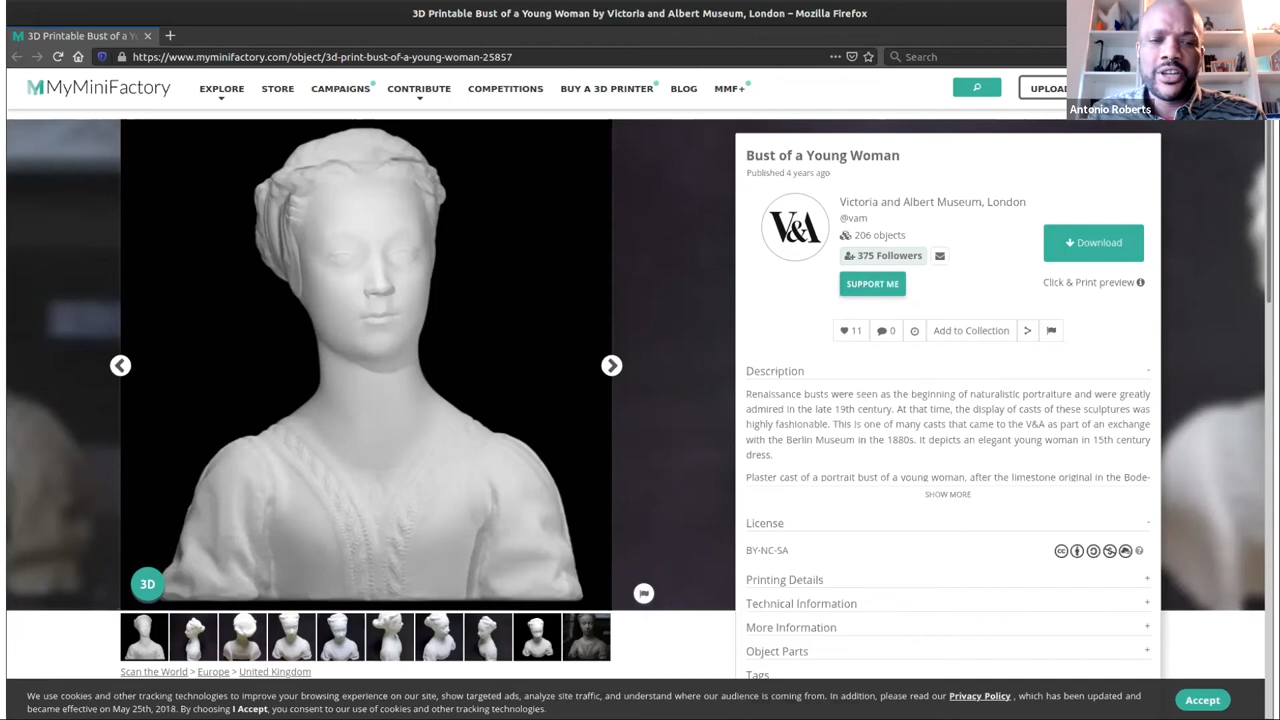 3D Printable Bust of a Young Woman by Victoria and Albert Museum, London – Mozilla Firefox
3D Printable Bust of a Yo
https://www.myminifactory.com/object/3d-print-bust-of-a-young-woman-25857
Search
Antonio Roberts
MyMiniFactory
EXPLORE
STORE
CAMPAIGNS
CONTRIBUTE
COMPETITIONS
BUY A 3D PRINTER
BLOG
MMF+
UPLOA
Bust of a Young Woman
Published 4 years ago
V&A
Victoria and Albert Museum, London
@vam
206 objects
375 Followers
SUPPORT ME
Download
Click & Print preview
11
0
Add to Collection
Description
-
Renaissance busts were seen as the beginning of naturalistic portraiture and were greatly
admired in the late 19th century. At that time, the display of casts of these sculptures was
highly fashionable. This is one of many casts that came to the V&A as part of an exchange
with the Berlin Museum in the 1880s. It depicts an elegant young woman in 15th century
dress.
Plaster cast of a portrait bust of a young woman, after the limestone original in the Bode-
SHOW MORE
License
-
BY-NC-SA
Printing Details
+
Technical Information
+
More Information
+
Object Parts
+
Tags
3D
Scan the World > Europe > United Kingdom
We use cookies and other tracking technologies to improve your browsing experience on our site, show targeted ads, analyze site traffic, and understand where our audience is coming from. In addition, please read our Privacy Policy , which has been updated and
became effective on May 25th, 2018. By choosing I Accept, you consent to our use of cookies and other tracking technologies.
Accept